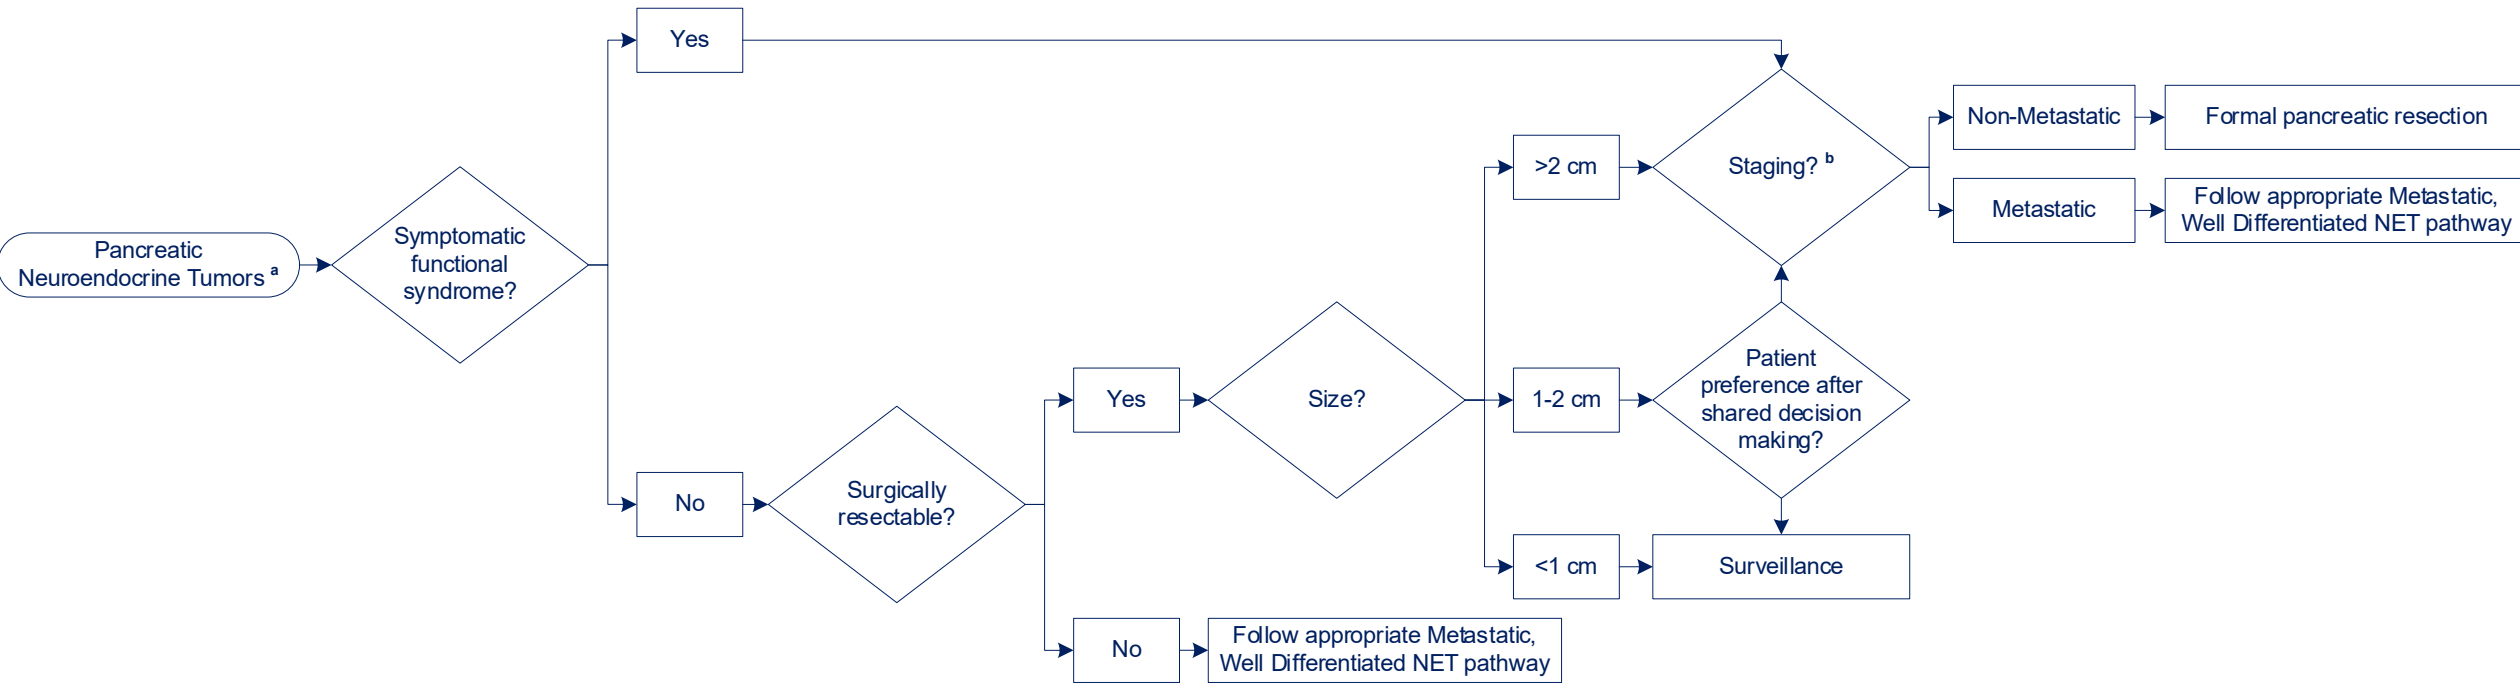 Pancreatic
Neuroendocrine Tumors a
Symptomatic
functional
syndrome?
Yes
No
Surgically
resectable?
Yes
No
Follow appropriate Metastatic,
Well Differentiated NET pathway
Size?
>2 cm
1-2 cm
<1 cm
Staging? b
Patient
preference after
shared decision
making?
Surveillance
Non-Metastatic
Formal pancreatic resection
Metastatic
Follow appropriate Metastatic,
Well Differentiated NET pathway